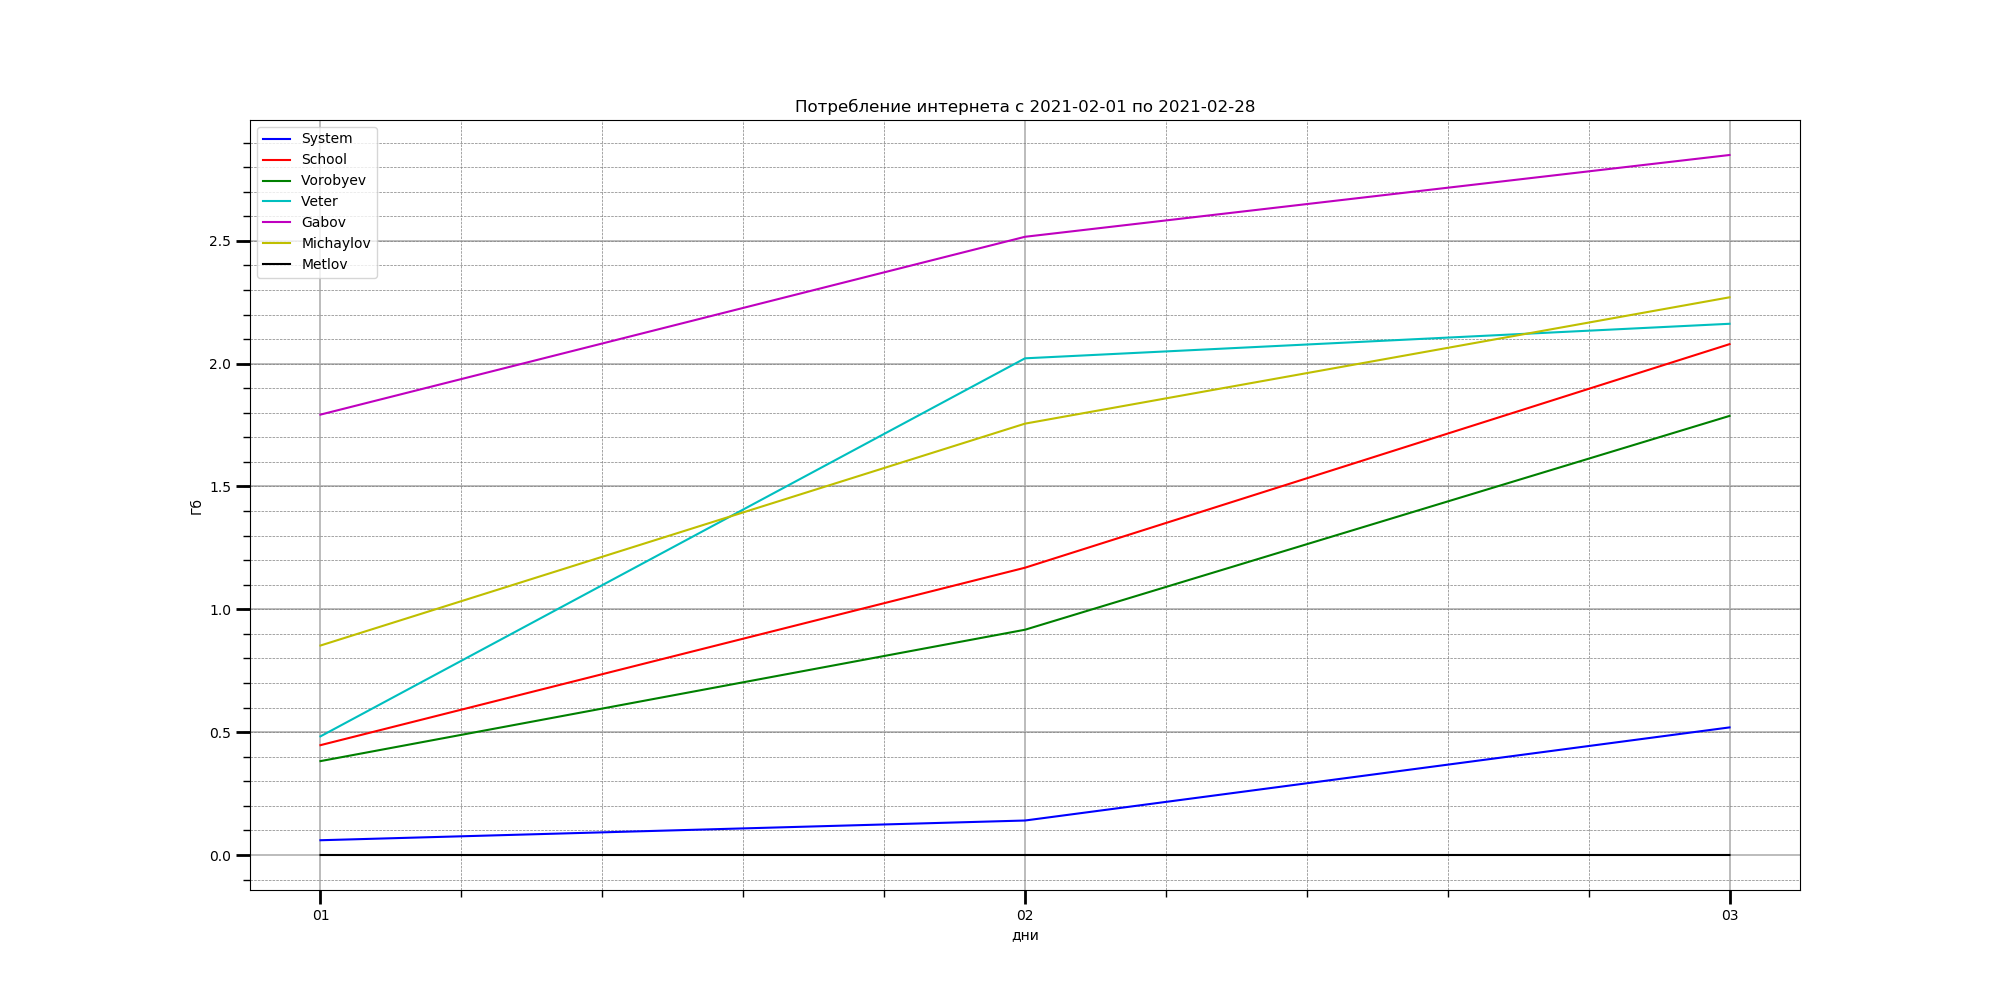 Потребление интернета с 2021-02-01 по 2021-02-28
System
School
Vorobyev
Veter
Gabov
Michaylov
Metlov
2.5
2.0
1.5
1.0
0.5
0.0
Гб
01 02 03
дни